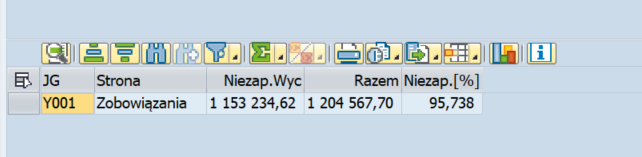 JG Strona Niezap.Wyc Razem Niezap.[%]
Y001 Zobowiązania 1 153 234,62 1 204 567,70 95,738